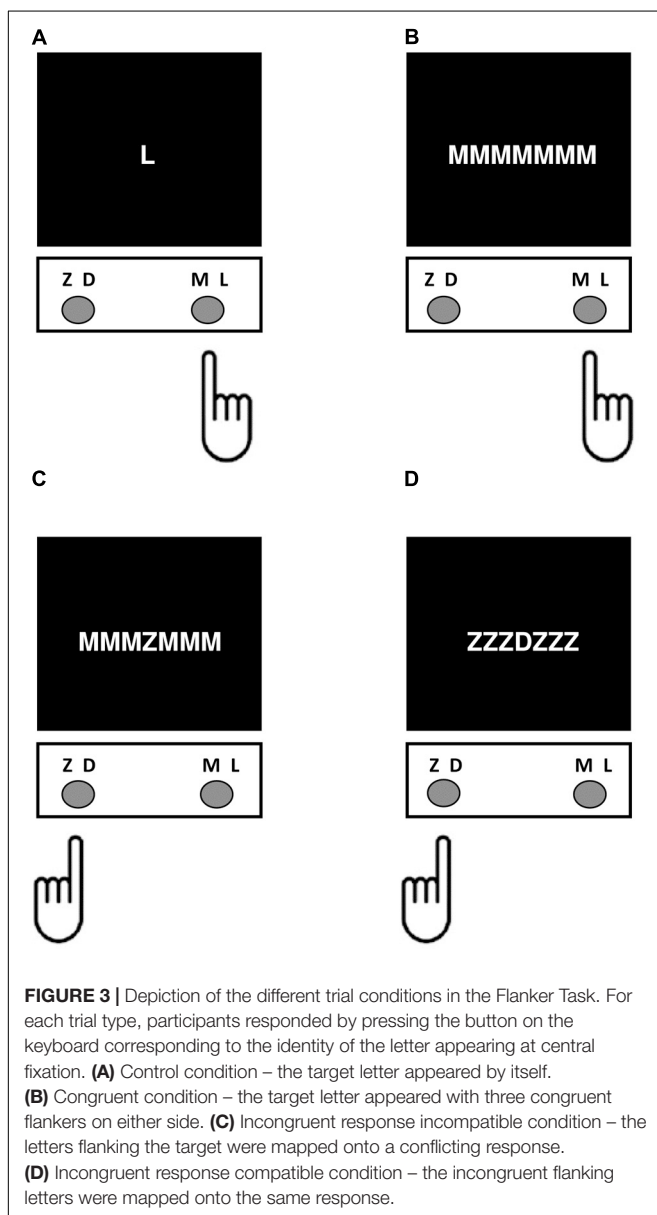 A
B
L
MMMMMMM
Z D
M L
Z D
M L
C
D
MMMZMMM
ZZZDZZZ
Z D
M L
Z D
M L
FIGURE 3 | Depiction of the different trial conditions in the Flanker Task. For
each trial type, participants responded by pressing the button on the
keyboard corresponding to the identity of the letter appearing at central
fixation. (A) Control condition – the target letter appeared by itself.
(B) Congruent condition – the target letter appeared with three congruent
flankers on either side. (C) Incongruent response incompatible condition – the
letters flanking the target were mapped onto a conflicting response.
(D) Incongruent response compatible condition – the incongruent flanking
letters were mapped onto the same response.